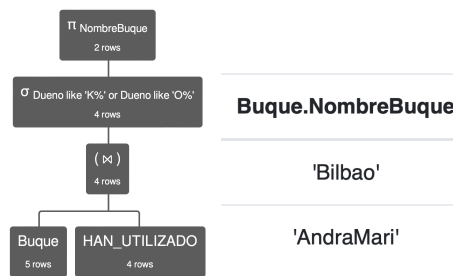 π NombreBuque
2 rows
σ Dueno like 'K%' or Dueno like 'O%'
4 rows
( ⋈ )
4 rows
Buque
5 rows
HAN_UTILIZADO
4 rows
Buque.NombreBuque
'Bilbao'
'AndraMari'